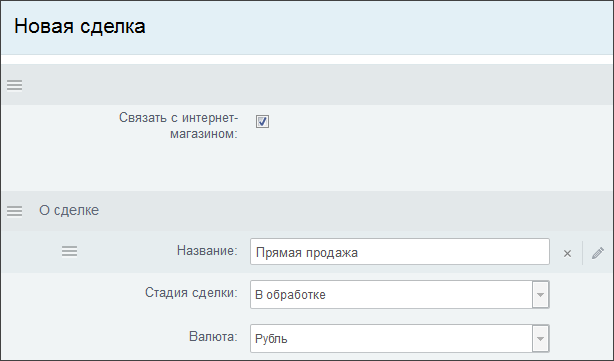 Новая сделка
Связать с интернет-
магазином:
О сделке
Название: Прямая продажа
Стадия сделки: В обработке
Валюта: Рубль